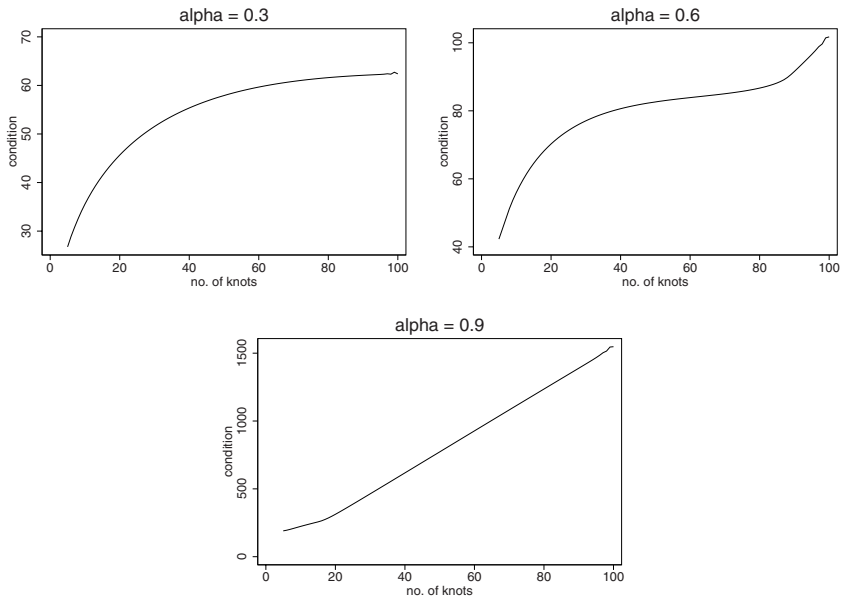 alpha = 0.3
70
60
50
40
30
condition
0 20 40 60 80 100
no. of knots
alpha = 0.6
100
80
60
40
condition
0 20 40 60 80 100
no. of knots
alpha = 0.9
1500
1000
500
0
condition
0 20 40 60 80 100
no. of knots